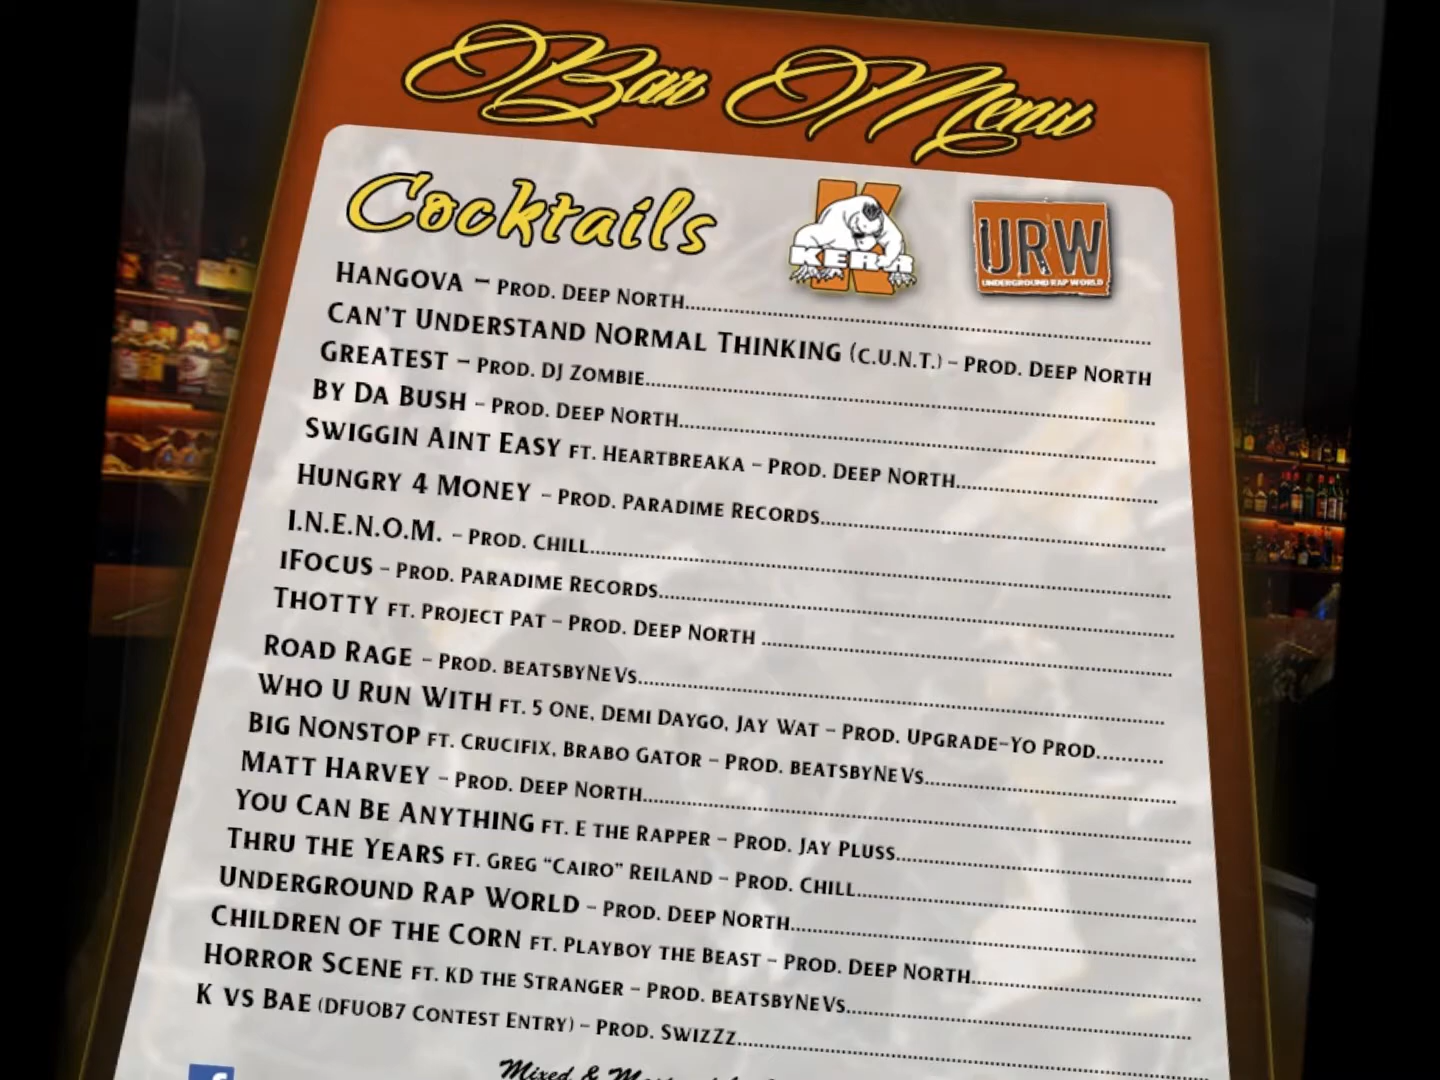 Bar Menu
Cocktails
KERR
URW
UNDERGROUND RAP WORLD
HANGOVA – PROD. DEEP NORTH
CAN'T UNDERSTAND NORMAL THINKING (C.U.N.T.) – PROD. DEEP NORTH
GREATEST – PROD. DJ ZOMBIE
BY DA BUSH – PROD. DEEP NORTH
SWIGGIN AINT EASY FT. HEARTBREAKA – PROD. DEEP NORTH
HUNGRY 4 MONEY – PROD. PARADIME RECORDS
I.N.E.N.O.M. – PROD. CHILL
IFOCUS – PROD. PARADIME RECORDS
THOTTY FT. PROJECT PAT – PROD. DEEP NORTH
ROAD RAGE – PROD. BEATSBYNEVS
WHO U RUN WITH FT. 5 ONE, DEMI DAYGO, JAY WAT – PROD. UPGRADE-YO PROD.
BIG NONSTOP FT. CRUCIFIX, BRABO GATOR – PROD. BEATSBYNEVS
MATT HARVEY – PROD. DEEP NORTH
YOU CAN BE ANYTHING FT. E THE RAPPER – PROD. JAY PLUSS
THRU THE YEARS FT. GREG "CAIRO" REILAND – PROD. CHILL
UNDERGROUND RAP WORLD – PROD. DEEP NORTH
CHILDREN OF THE CORN FT. PLAYBOY THE BEAST – PROD. DEEP NORTH
HORROR SCENE FT. KD THE STRANGER – PROD. BEATSBYNEVS
K VS BAE (DFUOB7 CONTEST ENTRY) – PROD. SWIZZZ
Mixed &